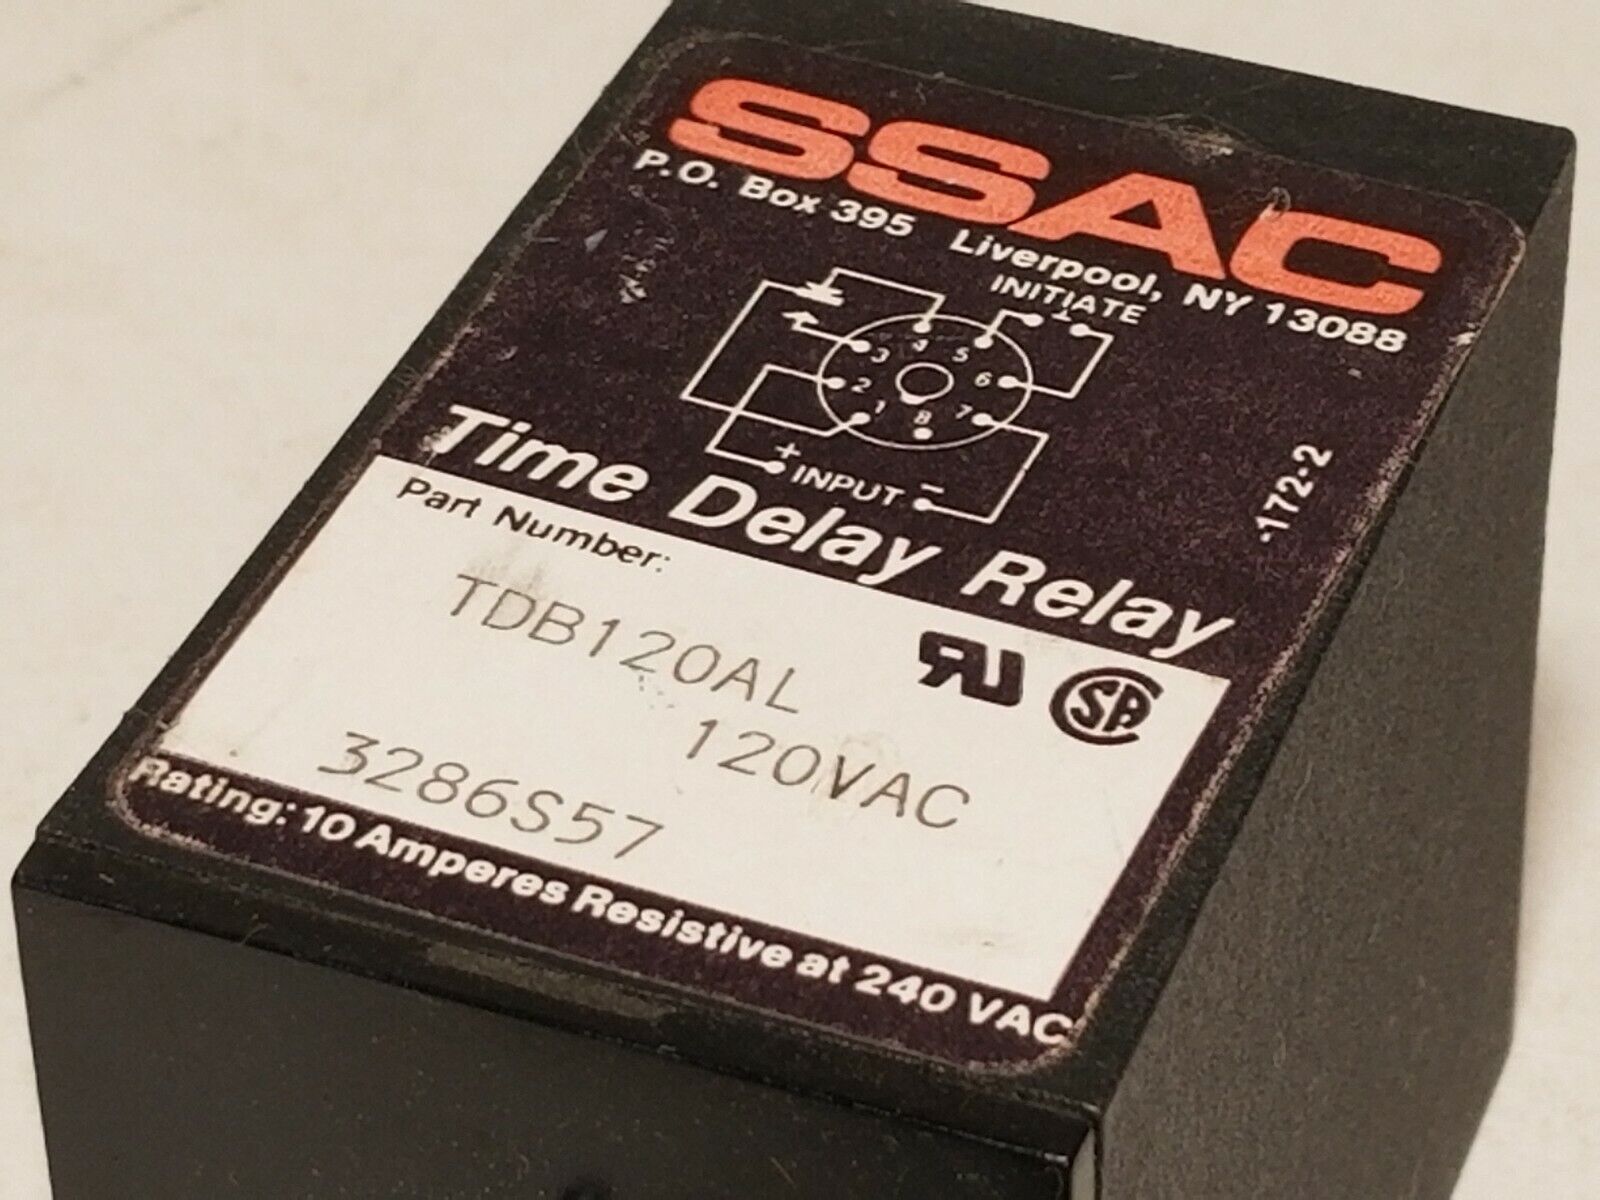 SSAC
P.O. Box 395 Liverpool, NY 13088
INITIATE
4 5
3 6
2 7
1 8
+ INPUT -
-172-2
Time Delay Relay
Part Number:
TDB120AL
120VAC
3286S57
Rating: 10 Amperes Resistive at 240 VAC